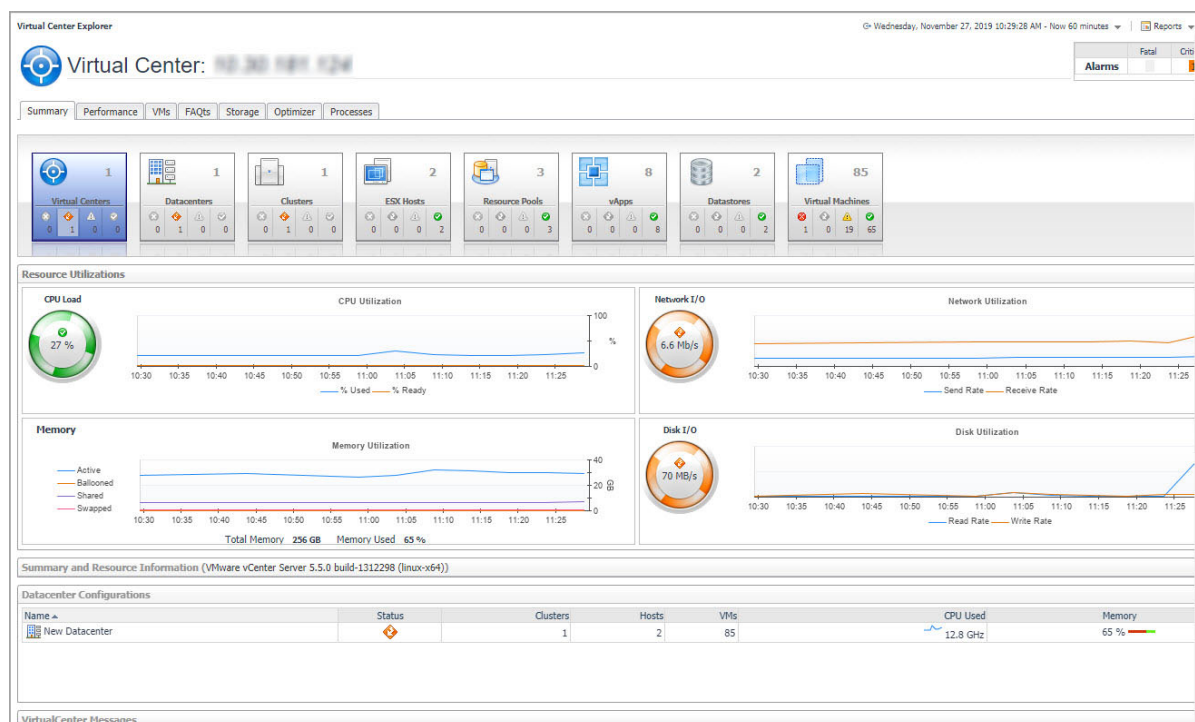 Virtual Center Explorer
Wednesday, November 27, 2019 10:29:28 AM - Now 60 minutes | Reports
Virtual Center:
Fatal Criti
Alarms
Summary Performance VMs FAQts Storage Optimizer Processes
1 1 1 2 3 8 2 85
Virtual Centers Datacenters Clusters ESX Hosts Resource Pools vApps Datastores Virtual Machines
0 1 0 0 0 1 0 0 0 1 0 0 0 0 0 2 0 0 0 3 0 0 0 8 0 0 0 2 1 0 19 65
Resource Utilizations
CPU Load
27 %
CPU Utilization
100
%
0
10:30 10:35 10:40 10:45 10:50 10:55 11:00 11:05 11:10 11:15 11:20 11:25
% Used % Ready
Network I/O
6.6 Mb/s
Network Utilization
10:30 10:35 10:40 10:45 10:50 10:55 11:00 11:05 11:10 11:15 11:20 11:25
Send Rate Receive Rate
Memory
Memory Utilization
Active
Ballooned
Shared
Swapped
40
20 GB
0
10:30 10:35 10:40 10:45 10:50 10:55 11:00 11:05 11:10 11:15 11:20 11:25
Total Memory 256 GB Memory Used 65 %
Disk I/O
70 MB/s
Disk Utilization
10:30 10:35 10:40 10:45 10:50 10:55 11:00 11:05 11:10 11:15 11:20 11:25
Read Rate Write Rate
Summary and Resource Information (VMware vCenter Server 5.5.0 build-1312298 (linux-x64))
Datacenter Configurations
Name Status Clusters Hosts VMs CPU Used Memory
New Datacenter 1 2 85 12.8 GHz 65 %
VirtualCenter Messages